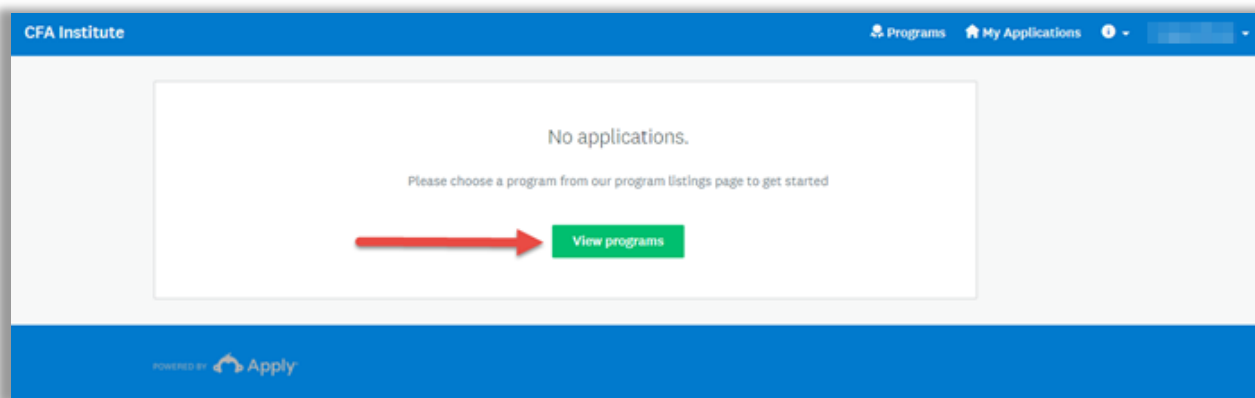 CFA Institute
Programs My Applications
No applications.
Please choose a program from our program listings page to get started
View programs
POWERED BY Apply